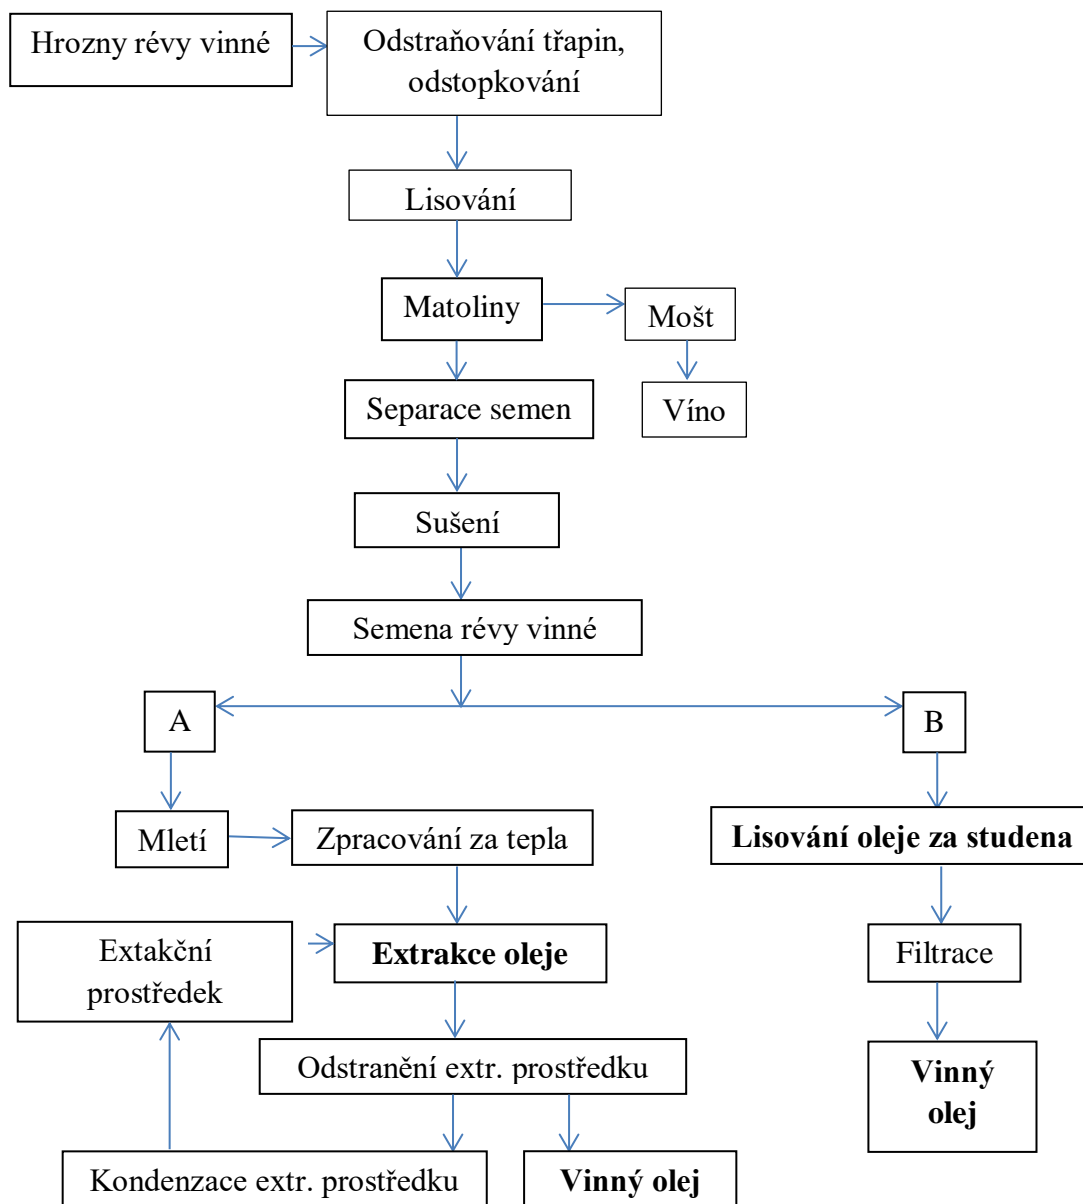 Hrozny révy vinné
Odstraňování třapin,
odstopkování
Lisování
Matoliny
Mošt
Separace semen
Víno
Sušení
Semena révy vinné
A
B
Mletí
Zpracování za tepla
Lisování oleje za studena
Extakční
prostředek
Extrakce oleje
Filtrace
Odstranění extr. prostředku
Vinný
olej
Kondenzace extr. prostředku
Vinný olej